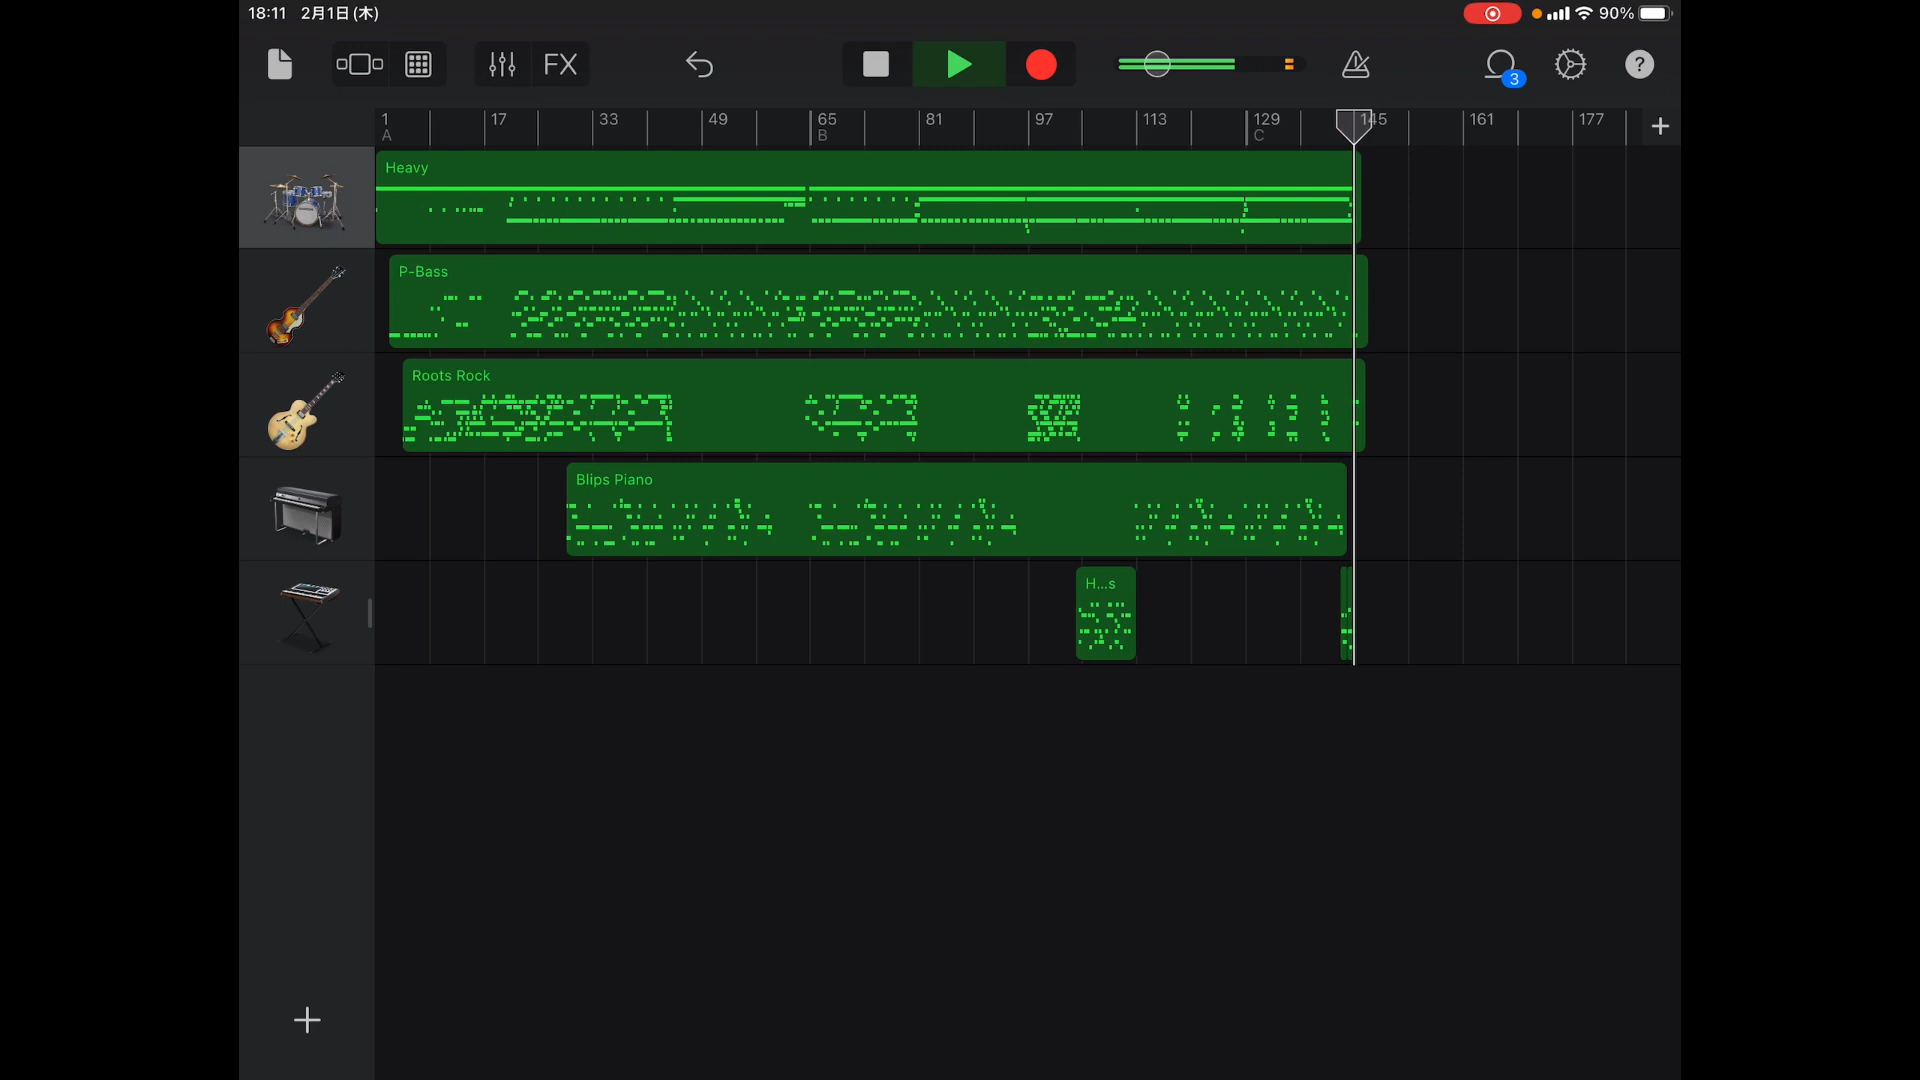 18:11 2月1日(木) 90%
FX 3 ?
1 17 33 49 65 81 97 113 129 145 161 177
A B C
Heavy
P-Bass
Roots Rock
Blips Piano
H...s